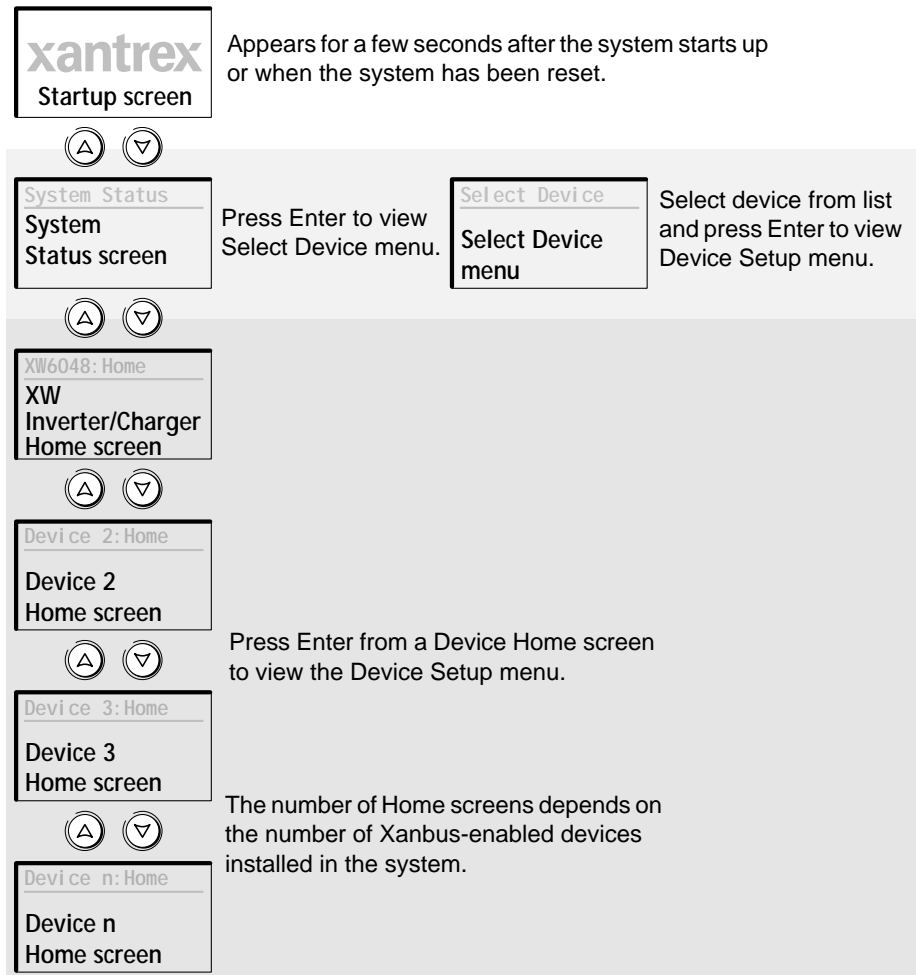 xantrex
Startup screen
Appears for a few seconds after the system starts up
or when the system has been reset.
System Status
System
Status screen
Press Enter to view
Select Device menu.
Select Device
Select Device
menu
Select device from list
and press Enter to view
Device Setup menu.
XW6048:Home
XW
Inverter/Charger
Home screen
Device 2:Home
Device 2
Home screen
Press Enter from a Device Home screen
to view the Device Setup menu.
Device 3:Home
Device 3
Home screen
The number of Home screens depends on
the number of Xanbus-enabled devices
installed in the system.
Device n:Home
Device n
Home screen